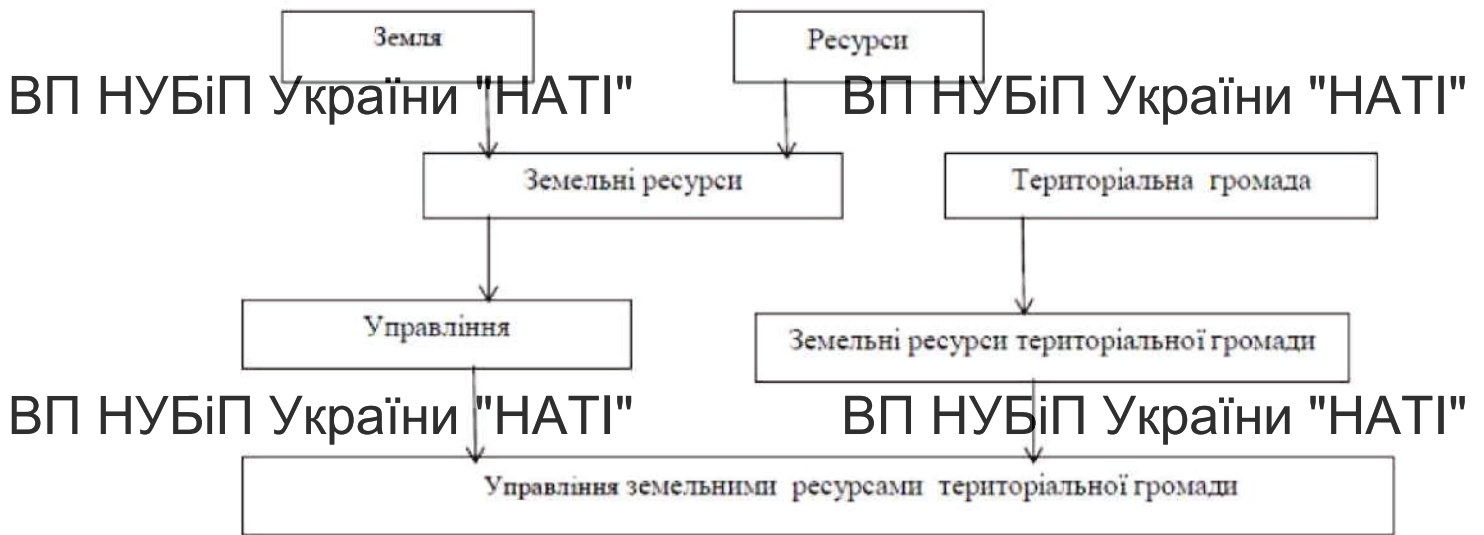 Земля
Ресурси
ВП НУБіП України "НАТІ"
ВП НУБіП України "НАТІ"
Земельні ресурси
Територіальна громада
Управління
Земельні ресурси територіальної громади
ВП НУБіП України "НАТІ"
ВП НУБіП України "НАТІ"
Управління земельними ресурсами територіальної громади